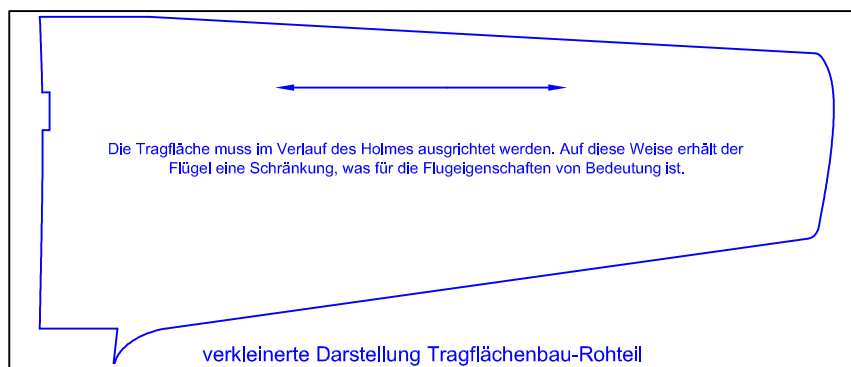 Die Tragfläche muss im Verlauf des Holmes ausgrichtet werden. Auf diese Weise erhält der
Flügel eine Schränkung, was für die Flugeigenschaften von Bedeutung ist.
verkleinerte Darstellung Tragflächenbau-Rohteil